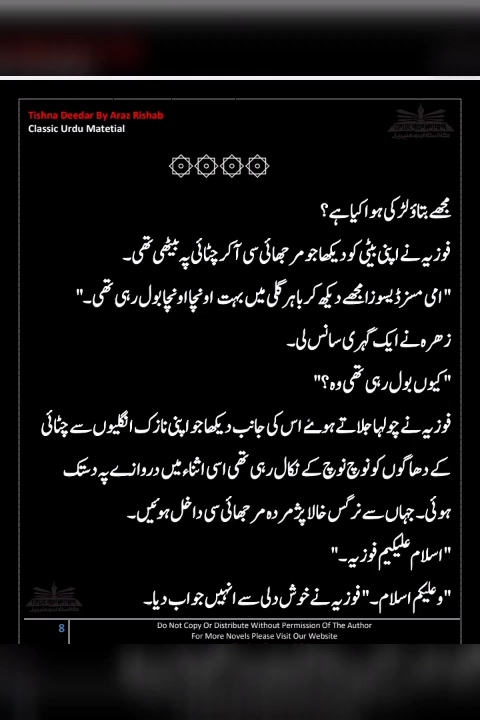 Tishna Deedar By Araz Rishab
Classic Urdu Matetial
مجھے بتاؤ لڑکی ہوا کیا ہے؟
فوزیہ نے اپنی بیٹی کو دیکھا جو مرجھائی سی آ کر چٹائی پہ بیٹھی تھی۔
"امی مسز ڈیسوزا مجھے دیکھ کر باہر گلی میں بہت اونچا اونچا بول رہی تھی۔"
زھرہ نے ایک گہری سانس لی۔
"کیوں بول رہی تھی وہ؟"
فوزیہ نے چولہا جلاتے ہوئے اس کی جانب دیکھا جو اپنی نازک انگلیوں سے چٹائی
کے دھاگوں کو نوچ نوچ کے نکال رہی تھی اسی اثناء میں دروازے پہ دستک
ہوئی۔ جہاں سے نرگس خالا پژمردہ مرجھائی سی داخل ہوئیں۔
"اسلام علیکیم فوزیہ۔"
"وعلیکم اسلام۔" فوزیہ نے خوش دلی سے انہیں جواب دیا۔
8
Do Not Copy Or Distribute Without Permission Of The Author
For More Novels Please Visit Our Website